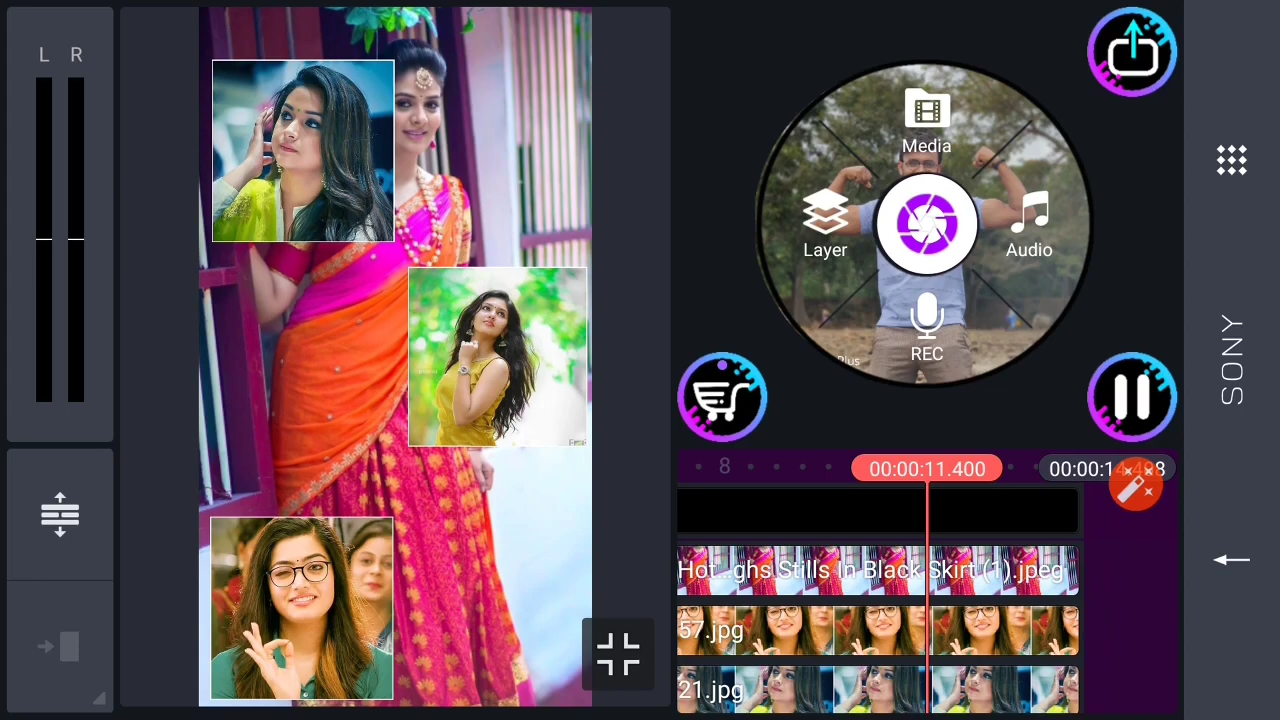 L R
Media
Layer
Audio
REC
Plus
8
00:00:11.400
Hot...ghs Stills In Black Skirt (1).jpeg
57.jpg
21.jpg
SONY